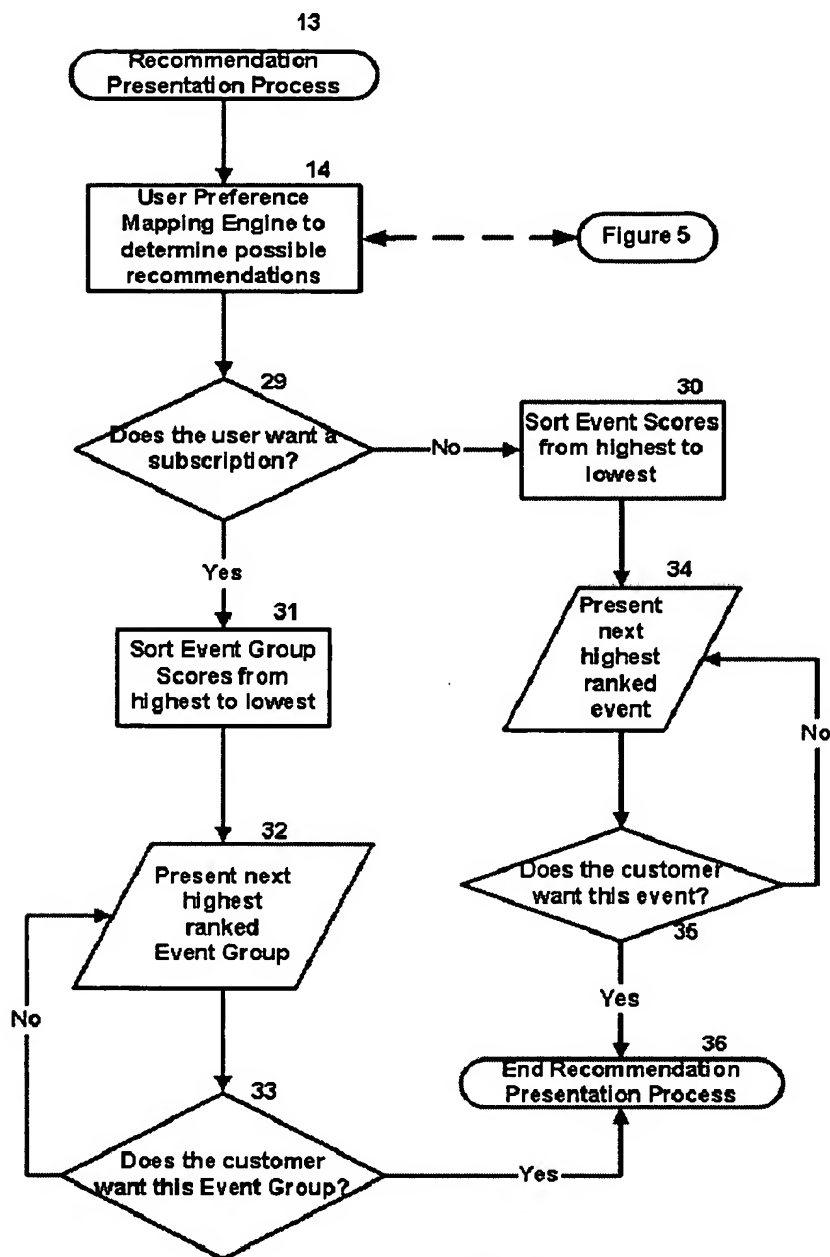 13
Recommendation
Presentation Process
14
User Preference
Mapping Engine to
determine possible
recommendations
Figure 5
29
Does the user want a
subscription?
No
30
Sort Event Scores
from highest to
lowest
Yes
31
Sort Event Group
Scores from
highest to lowest
34
Present
next
highest
ranked
event
No
32
Present next
highest
ranked
Event Group
No
Does the customer
want this event?
35
Yes
36
End Recommendation
Presentation Process
33
Does the customer
want this Event Group?
Yes